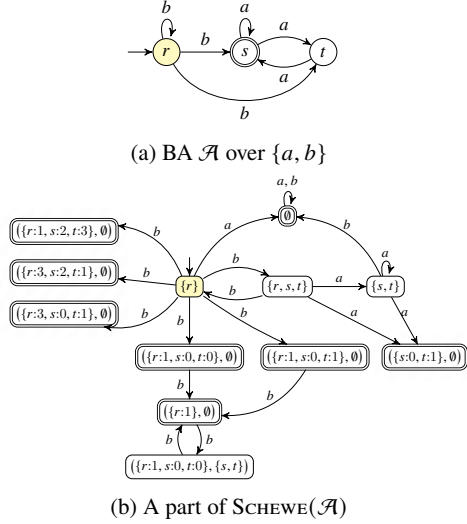 b
a
r
b
s
a
a
t
b
(a) BA 𝒜 over {a, b}
a, b
∅
({r:1, s:2, t:3}, ∅)
b
a
b
({r:3, s:2, t:1}, ∅)
b
{r}
b
b
{r, s, t}
a
{s, t}
a
({r:3, s:0, t:1}, ∅)
b
b
b
a
a
({r:1, s:0, t:0}, ∅)
({r:1, s:0, t:1}, ∅)
({s:0, t:1}, ∅)
b
b
({r:1}, ∅)
b
b
({r:1, s:0, t:0}, {s, t})
(b) A part of SCHEWE(𝒜)